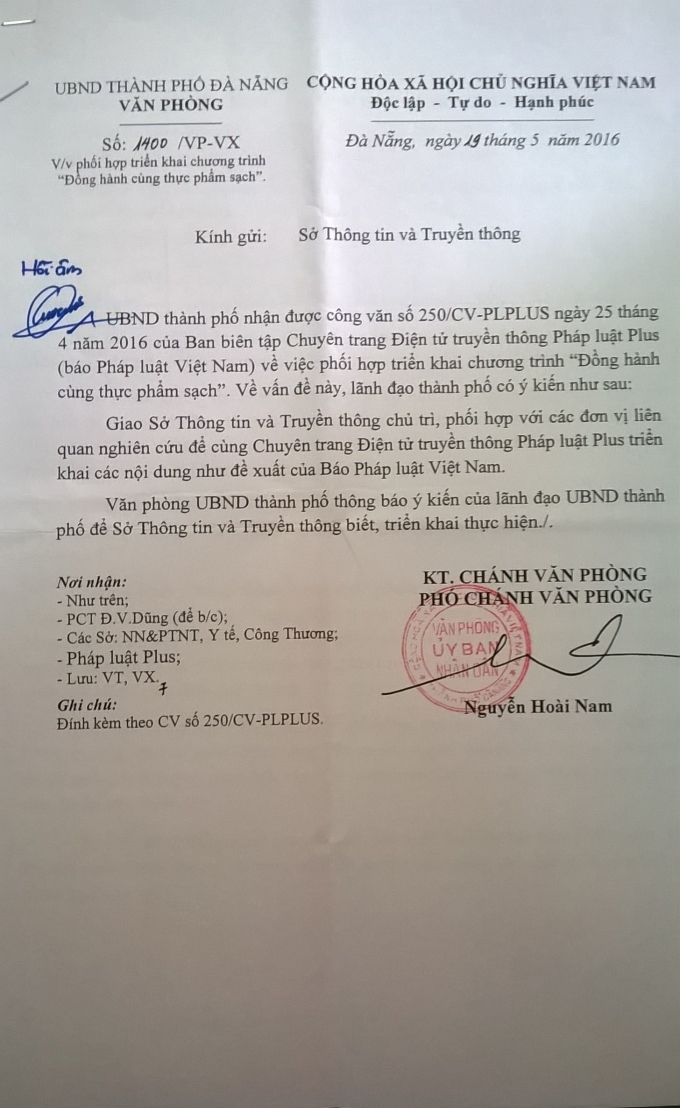 UBND THÀNH PHỐ ĐÀ NẴNG
VĂN PHÒNG
CỘNG HÒA XÃ HỘI CHỦ NGHĨA VIỆT NAM
Độc lập - Tự do - Hạnh phúc
Số: 1400 /VP-VX
V/v phối hợp triển khai chương trình
“Đồng hành cùng thực phẩm sạch”.
Đà Nẵng, ngày 19 tháng 5 năm 2016
Kính gửi: Sở Thông tin và Truyền thông
Hồi âm
UBND thành phố nhận được công văn số 250/CV-PLPLUS ngày 25 tháng
4 năm 2016 của Ban biên tập Chuyên trang Điện tử truyền thông Pháp luật Plus
(báo Pháp luật Việt Nam) về việc phối hợp triển khai chương trình “Đồng hành
cùng thực phẩm sạch”. Về vấn đề này, lãnh đạo thành phố có ý kiến như sau:
Giao Sở Thông tin và Truyền thông chủ trì, phối hợp với các đơn vị liên
quan nghiên cứu để cùng Chuyên trang Điện tử truyền thông Pháp luật Plus triển
khai các nội dung như đề xuất của Báo Pháp luật Việt Nam.
Văn phòng UBND thành phố thông báo ý kiến của lãnh đạo UBND thành
phố để Sở Thông tin và Truyền thông biết, triển khai thực hiện./.
Nơi nhận:
- Như trên;
- PCT Đ.V.Dũng (để b/c);
- Các Sở: NN&PTNT, Y tế, Công Thương;
- Pháp luật Plus;
- Lưu: VT, VX.
7
Ghi chú:
Đính kèm theo CV số 250/CV-PLPLUS.
KT. CHÁNH VĂN PHÒNG
PHÓ CHÁNH VĂN PHÒNG
VĂN PHÒNG
ỦY BAN
NHÂN DÂN
Nguyễn Hoài Nam